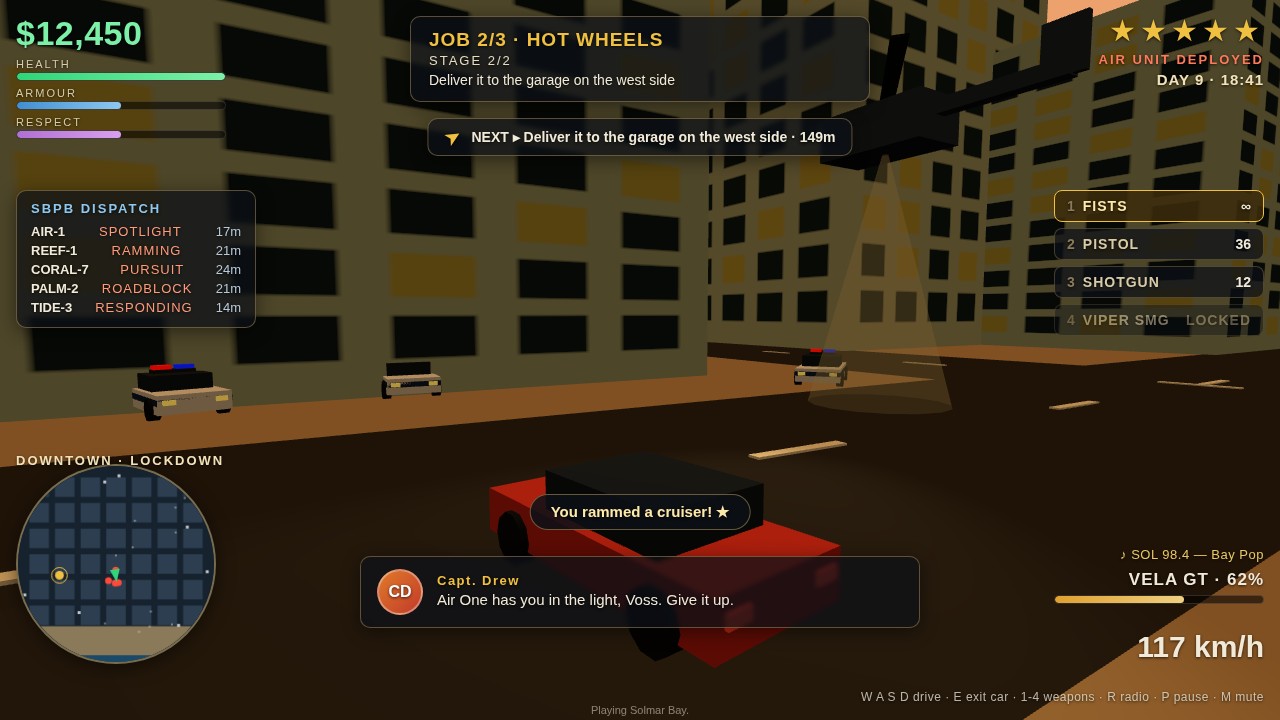 $12,450
HEALTH
ARMOUR
RESPECT
JOB 2/3 · HOT WHEELS
STAGE 2/2
Deliver it to the garage on the west side
NEXT ▸ Deliver it to the garage on the west side · 149m
★ ★ ★ ★ ★
AIR UNIT DEPLOYED
DAY 9 · 18:41
SBPB DISPATCH
AIR-1 SPOTLIGHT 17m
REEF-1 RAMMING 21m
CORAL-7 PURSUIT 24m
PALM-2 ROADBLOCK 21m
TIDE-3 RESPONDING 14m
1 FISTS ∞
2 PISTOL 36
3 SHOTGUN 12
4 VIPER SMG LOCKED
DOWNTOWN · LOCKDOWN
You rammed a cruiser! ★
CD
Capt. Drew
Air One has you in the light, Voss. Give it up.
♪ SOL 98.4 — Bay Pop
VELA GT · 62%
117 km/h
W A S D drive · E exit car · 1-4 weapons · R radio · P pause · M mute
Playing Solmar Bay.